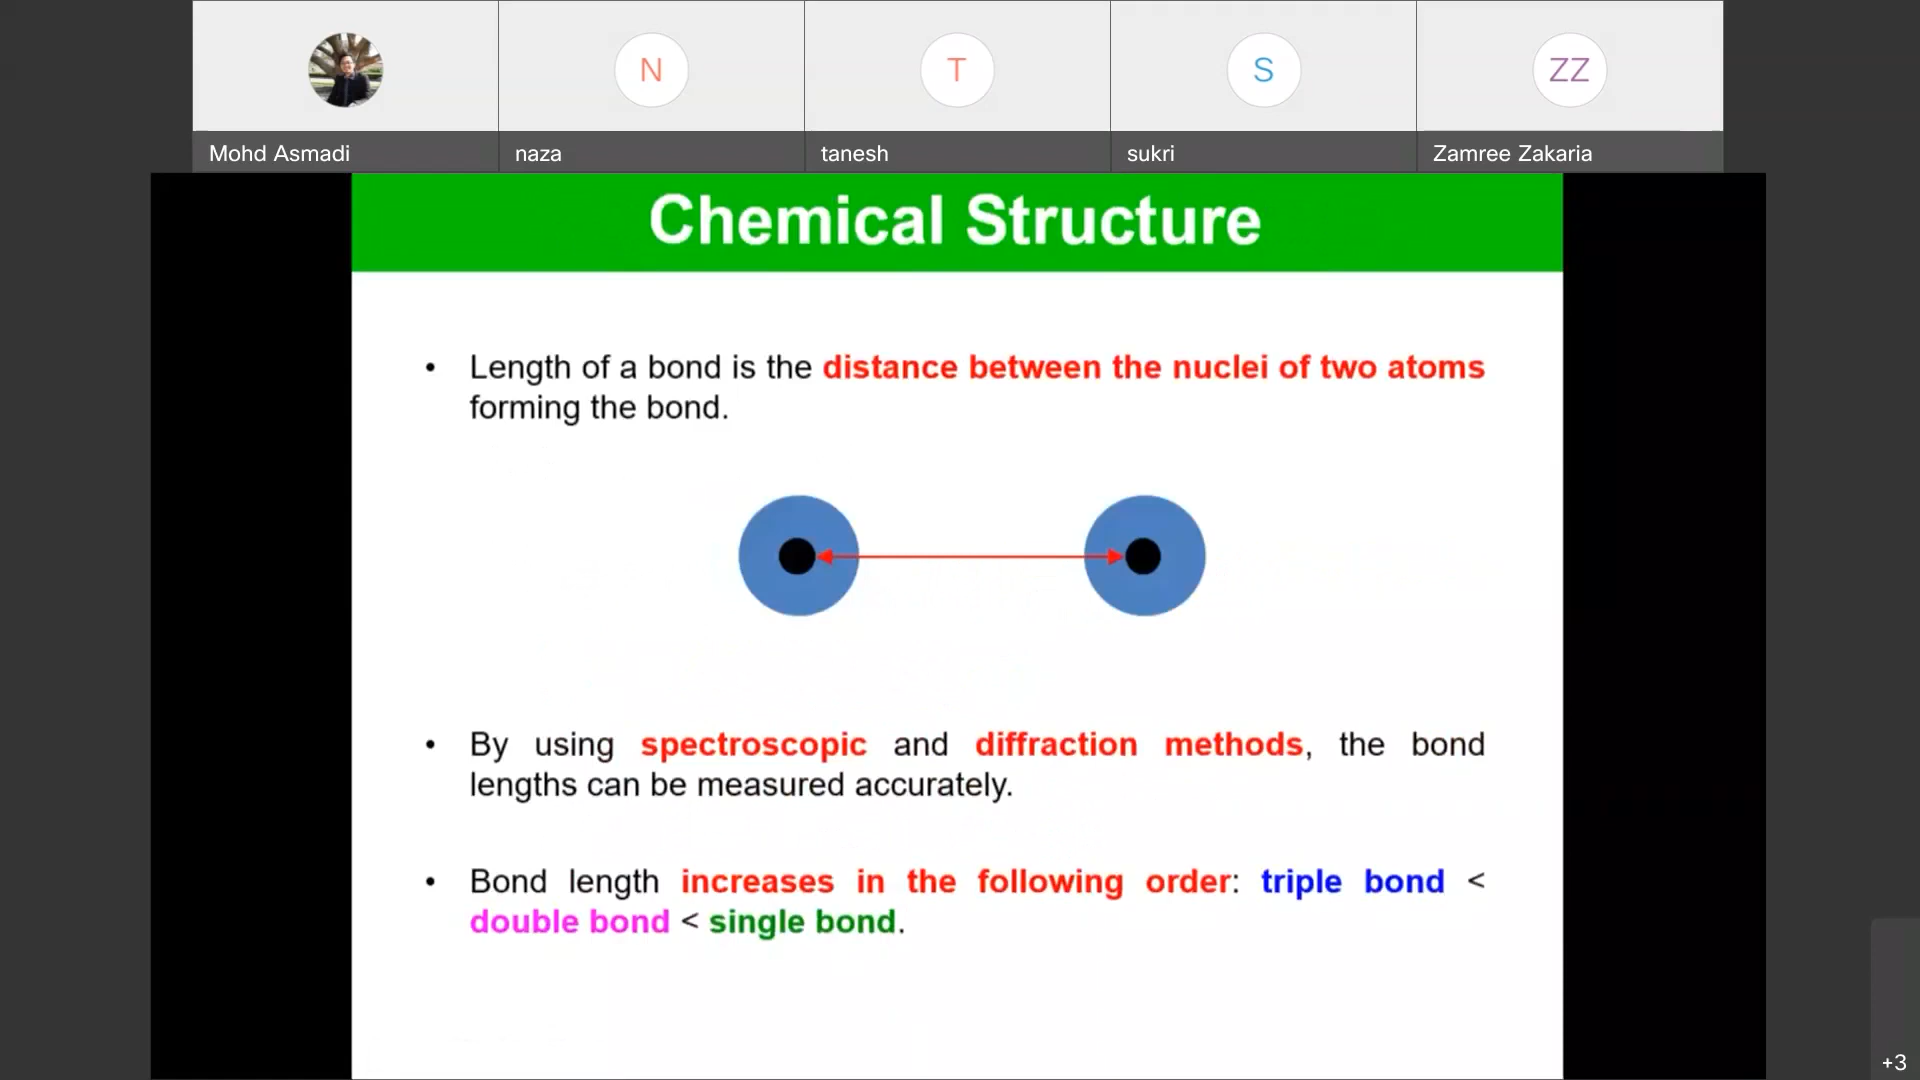 N
T
S
ZZ
Mohd Asmadi
naza
tanesh
sukri
Zamree Zakaria
Chemical Structure
• Length of a bond is the distance between the nuclei of two atoms
forming the bond.
• By using spectroscopic and diffraction methods, the bond
lengths can be measured accurately.
• Bond length increases in the following order: triple bond <
double bond < single bond.
+3